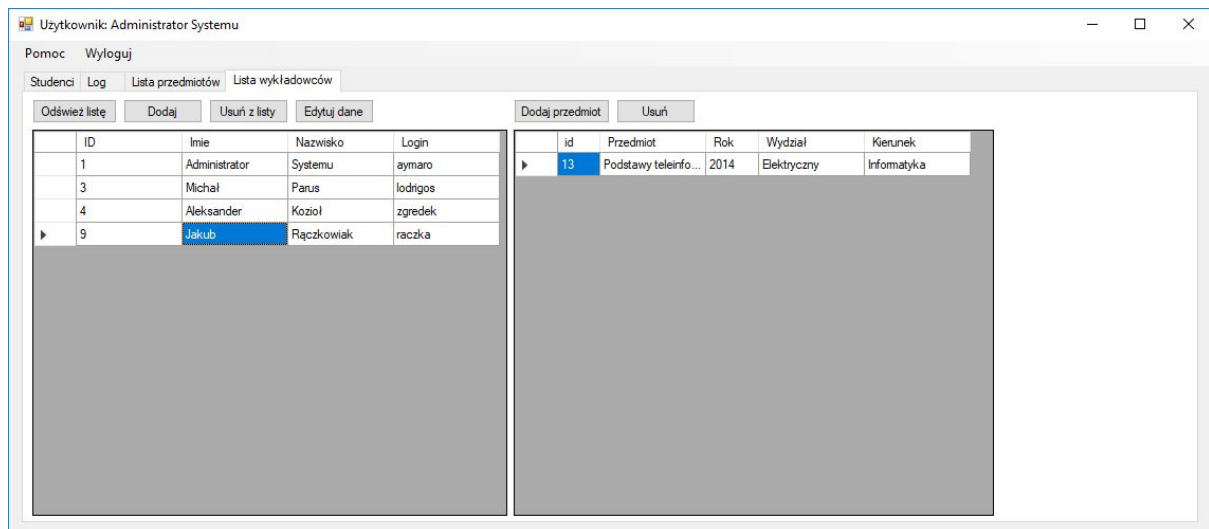 Użytkownik: Administrator Systemu
Pomoc Wyloguj
Studenci Log Lista przedmiotów Lista wykładowców
Odśwież listę Dodaj Usuń z listy Edytuj dane Dodaj przedmiot Usuń
ID Imie Nazwisko Login
1 Administrator Systemu aymaro
3 Michał Parus lodrigos
4 Aleksander Kozioł zgredek
9 Jakub Rączkowiak raczka
id Przedmiot Rok Wydział Kierunek
13 Podstawy teleinfo... 2014 Elektryczny Informatyka